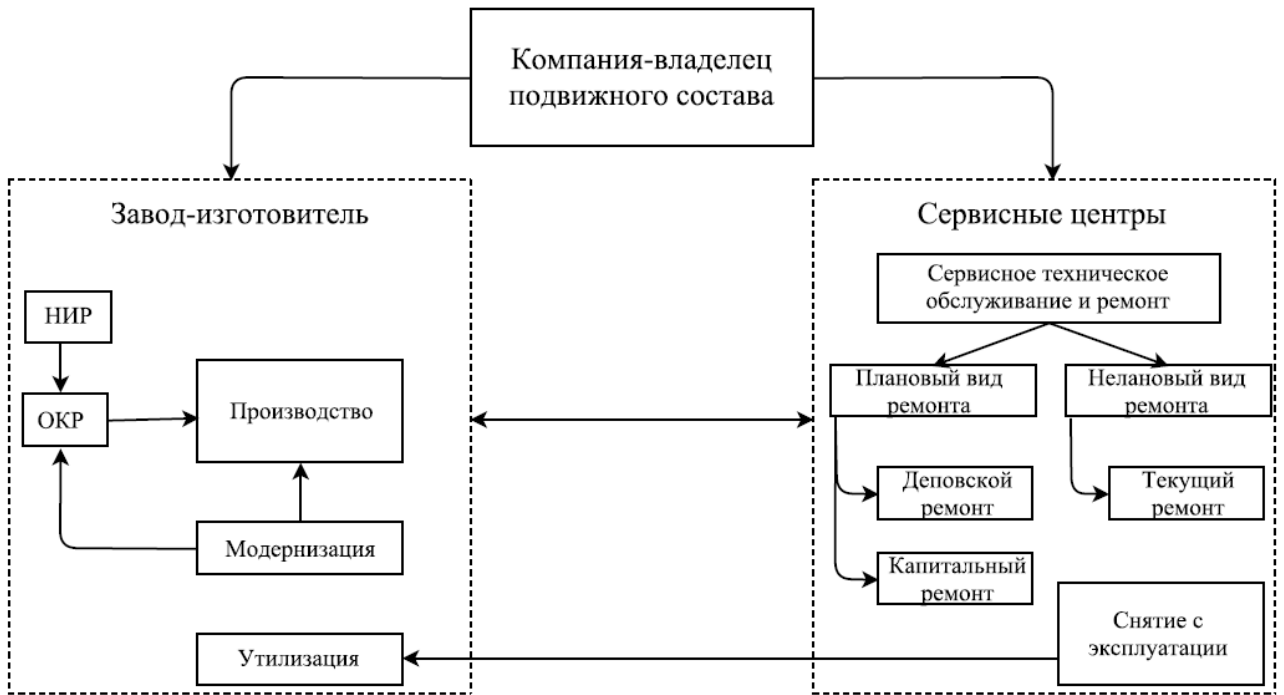 Компания-владелец
подвижного состава
Завод-изготовитель
НИР
ОКР
Производство
Модернизация
Утилизация
Сервисные центры
Сервисное техническое
обслуживание и ремонт
Плановый вид
ремонта
Нелановый вид
ремонта
Деповской
ремонт
Текущий
ремонт
Капитальный
ремонт
Снятие с
эксплуатации